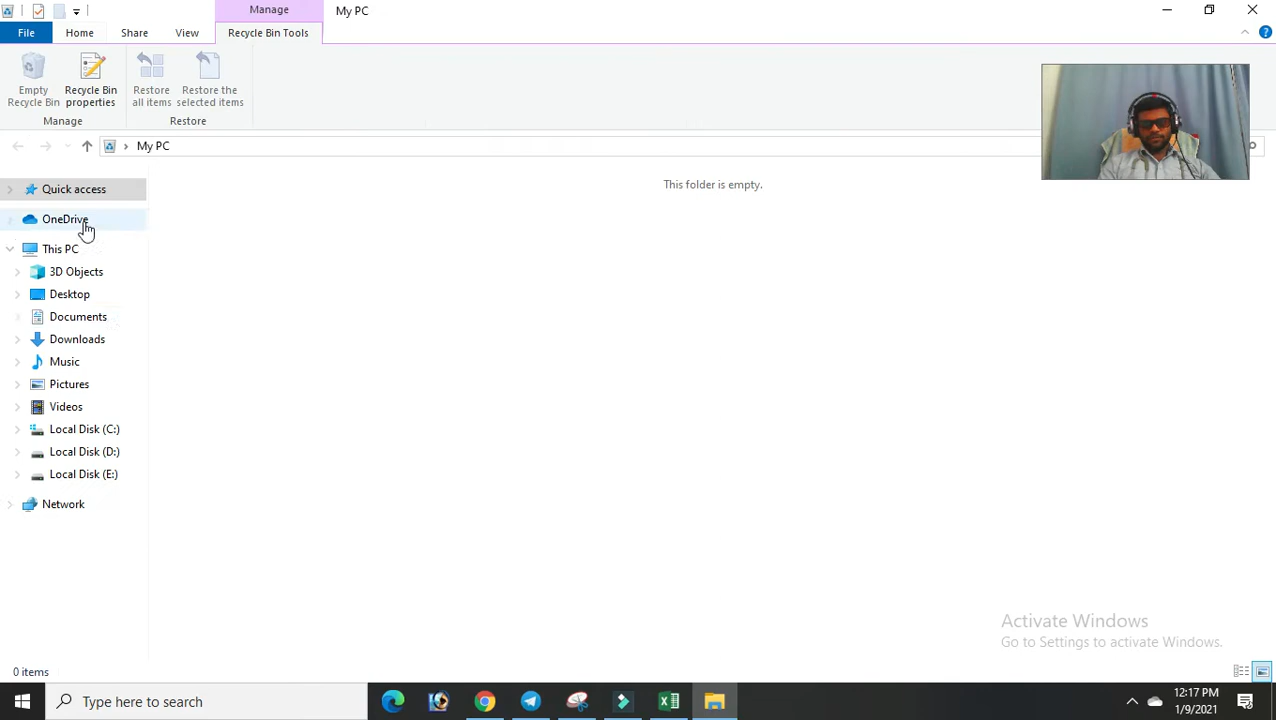 Manage
My PC
File
Home
Share
View
Recycle Bin Tools
Empty
Recycle Bin
Recycle Bin
properties
Restore
all items
Restore the
selected items
Manage
Restore
My PC
Quick access
This folder is empty.
OneDrive
This PC
3D Objects
Desktop
Documents
Downloads
Music
Pictures
Videos
Local Disk (C:)
Local Disk (D:)
Local Disk (E:)
Network
Activate Windows
Go to Settings to activate Windows.
0 items
Type here to search
12:17 PM
1/9/2021